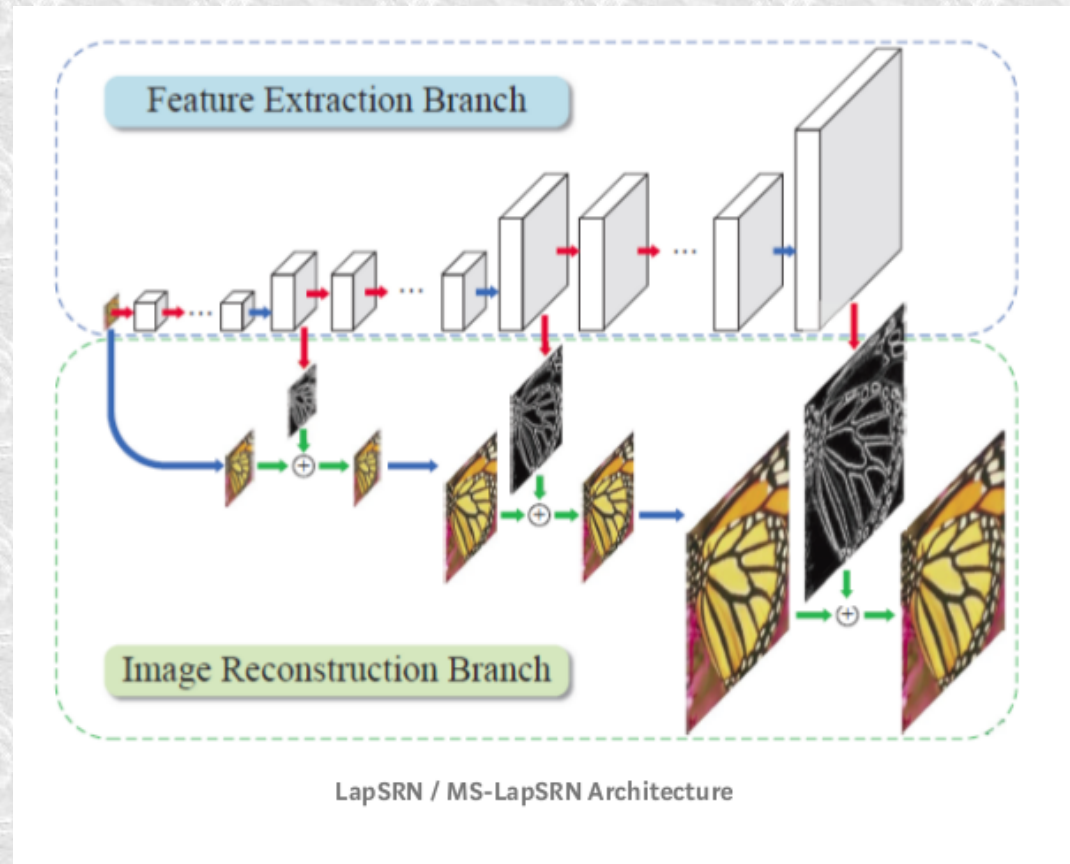 Feature Extraction Branch
...
...
...
Image Reconstruction Branch
LapSRN / MS-LapSRN Architecture